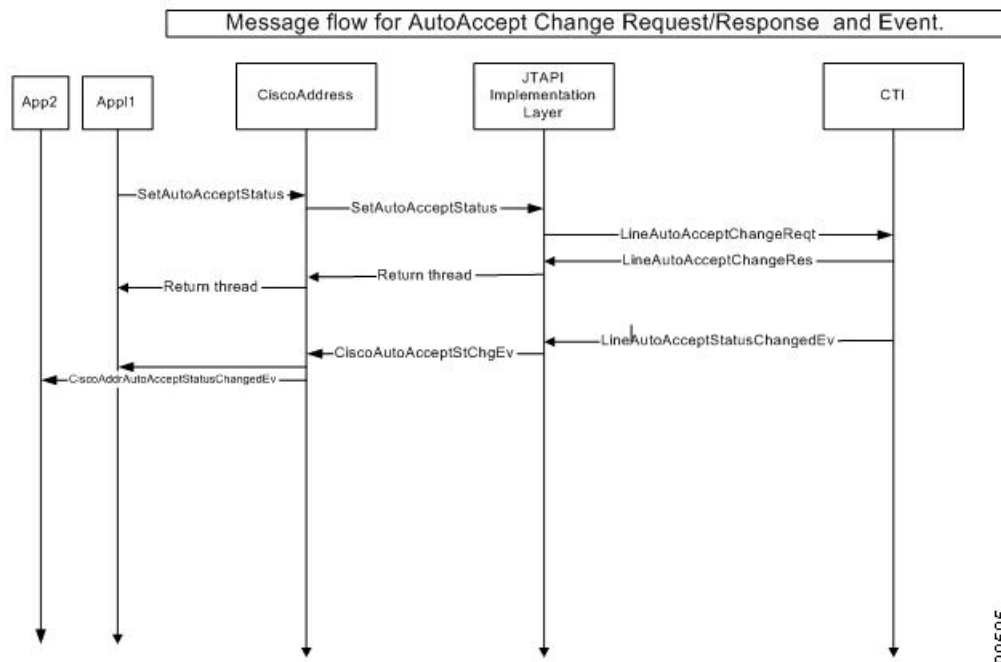 Message flow for AutoAccept Change Request/Response and Event.
App2
Appl1
CiscoAddress
JTAPI
Implementation
Layer
CTI
SetAutoAcceptStatus
SetAutoAcceptStatus
LineAutoAcceptChangeReqt
LineAutoAcceptChangeRes
Return thread
Return thread
LineAutoAcceptStatusChangedEv
CiscoAutoAcceptStChgEv
CiscoAddrAutoAcceptStatusChangedEv